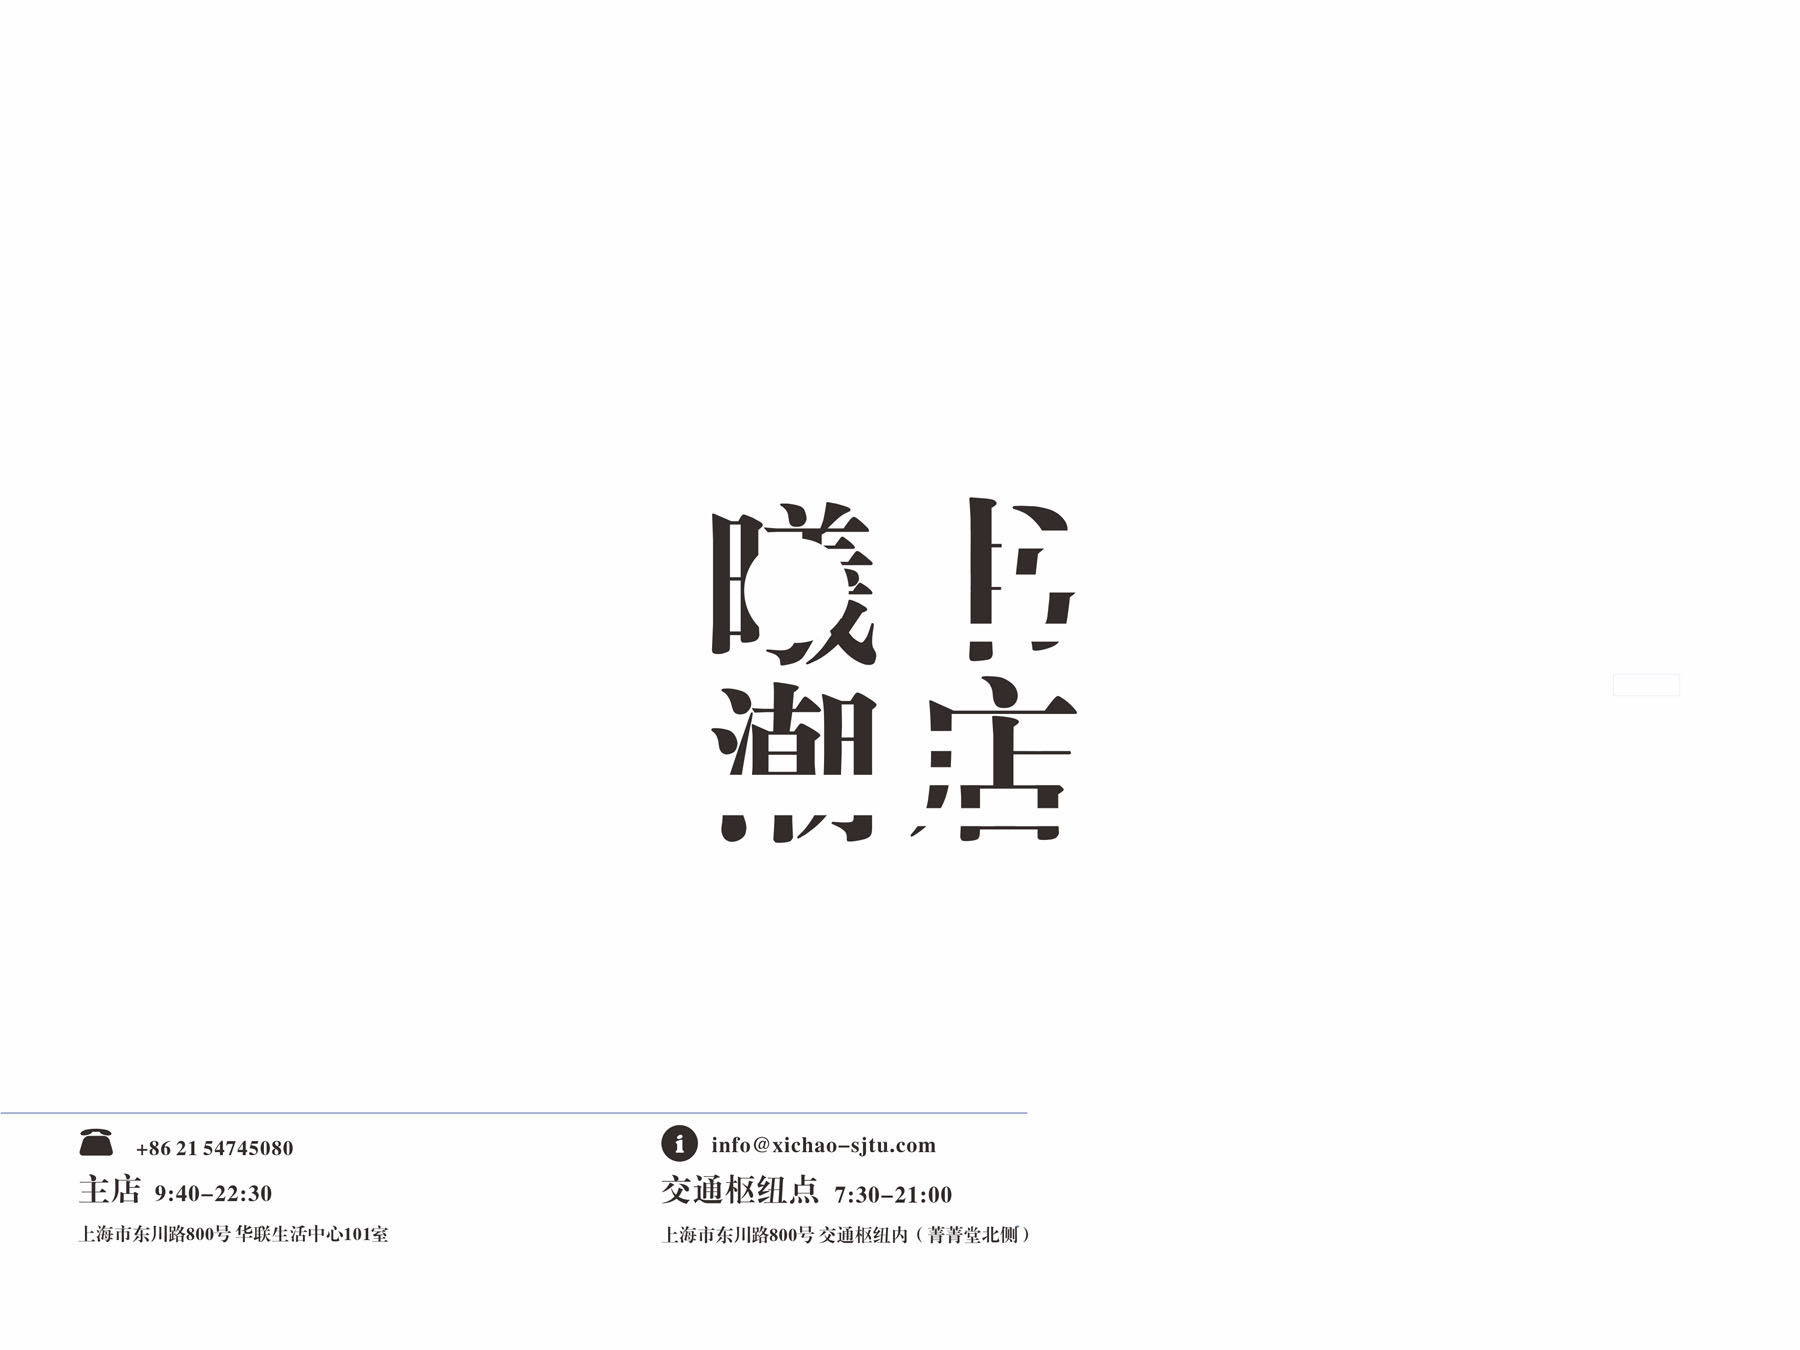 曦潮
书店
+86 21 54745080
info@xichao-sjtu.com
主店 9:40-22:30
交通枢纽点 7:30-21:00
上海市东川路800号 华联生活中心101室
上海市东川路800号 交通枢纽内（菁菁堂北侧）